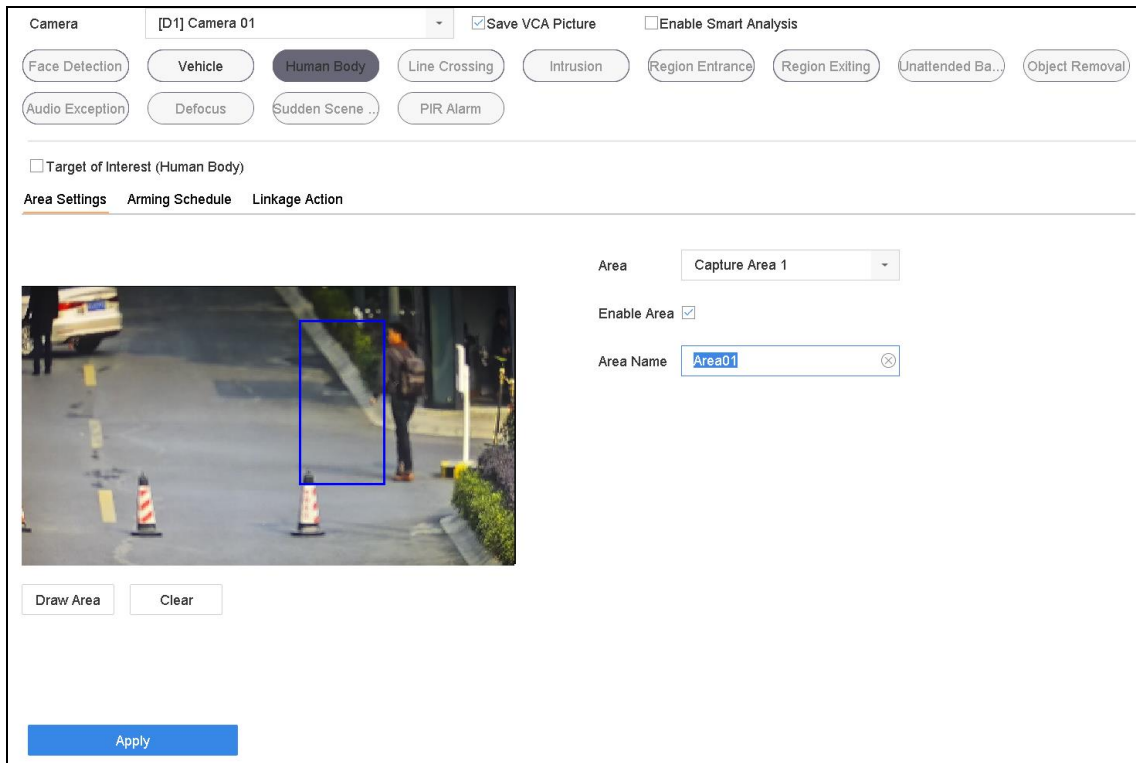 Camera [D1] Camera 01 Save VCA Picture Enable Smart Analysis
Face Detection Vehicle Human Body Line Crossing Intrusion Region Entrance Region Exiting Unattended Ba... Object Removal
Audio Exception Defocus Sudden Scene ... PIR Alarm
Target of Interest (Human Body)
Area Settings Arming Schedule Linkage Action
Area Capture Area 1
Enable Area
Area Name Area01
Draw Area Clear
Apply